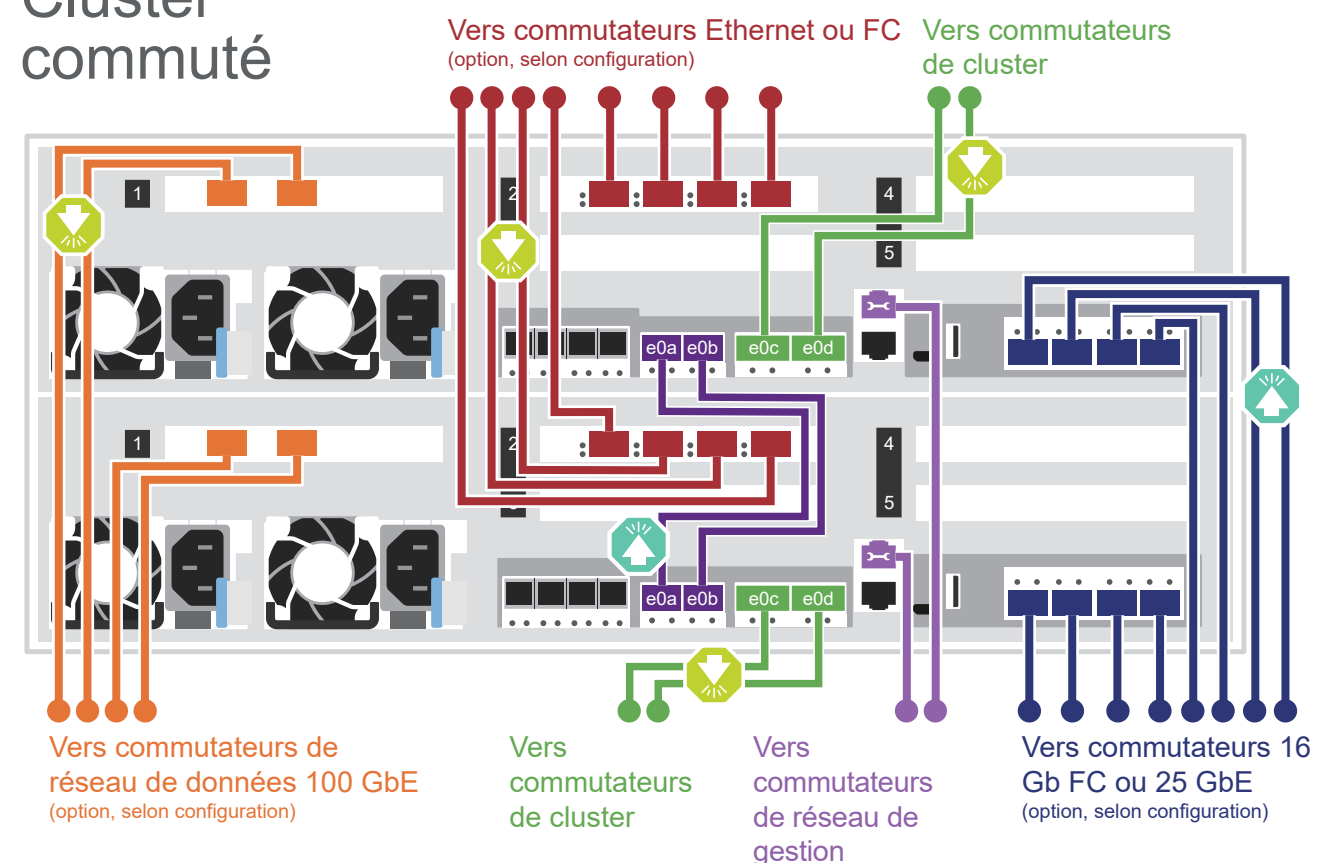 Cluster
commuté
Vers commutateurs Ethernet ou FC
(option, selon configuration)
Vers commutateurs
de cluster
1
2
4
5
e0a e0b e0c e0d
1
2
4
5
e0a e0b e0c e0d
Vers commutateurs de
réseau de données 100 GbE
(option, selon configuration)
Vers
commutateurs
de cluster
Vers
commutateurs
de réseau de
gestion
Vers commutateurs 16
Gb FC ou 25 GbE
(option, selon configuration)